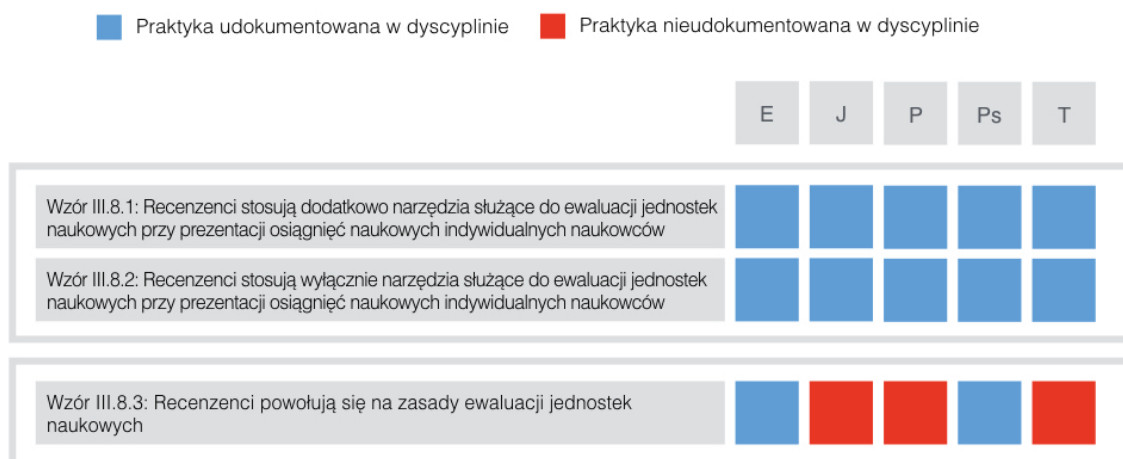 Praktyka udokumentowana w dyscyplinie Praktyka nieudokumentowana w dyscyplinie
E J P Ps T
Wzór III.8.1: Recenzenci stosują dodatkowo narzędzia służące do ewaluacji jednostek
naukowych przy prezentacji osiągnięć naukowych indywidualnych naukowców
Wzór III.8.2: Recenzenci stosują wyłącznie narzędzia służące do ewaluacji jednostek
naukowych przy prezentacji osiągnięć naukowych indywidualnych naukowców
Wzór III.8.3: Recenzenci powołują się na zasady ewaluacji jednostek
naukowych